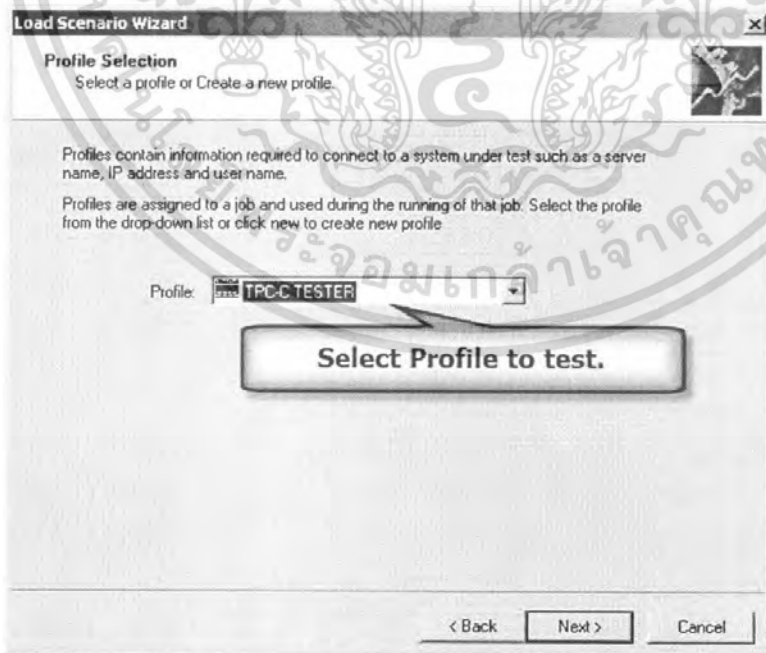 Load Scenario Wizard
Profile Selection
Select a profile or Create a new profile.
Profiles contain information required to connect to a system under test such as a server
name, IP address and user name.
Profiles are assigned to a job and used during the running of that job. Select the profile
from the drop-down list or click new to create new profile
Profile: TPC-C TESTER
Select Profile to test.
< Back Next > Cancel